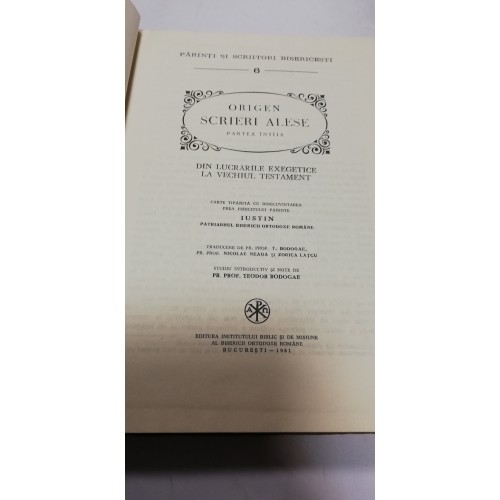 PĂRINȚI ȘI SCRIITORI BISERICEȘTI
6
ORIGEN
SCRIERI ALESE
PARTEA ÎNTÎIA
DIN LUCRĂRILE EXEGETICE
LA VECHIUL TESTAMENT
CARTE TIPĂRITĂ CU BINECUVÎNTAREA
PREA FERICITULUI PĂRINTE
IUSTIN
PATRIARHUL BISERICII ORTODOXE ROMÂNE
TRADUCERE DE PR. PROF. T. BODOGAE,
PR. PROF. NICOLAE NEAGA ȘI ZORICA LAȚCU
STUDIU INTRODUCTIV ȘI NOTE DE
PR. PROF. TEODOR BODOGAE
Α Ω
EDITURA INSTITUTULUI BIBLIC ȘI DE MISIUNE
AL BISERICII ORTODOXE ROMÂNE
BUCUREȘTI — 1981